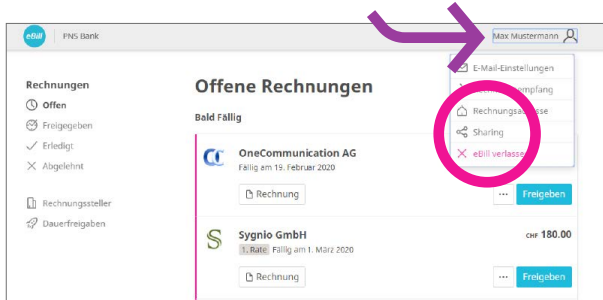 eBill PNS Bank Max Mustermann
E-Mail-Einstellungen
empfang
Sharing
eBill verlassen
Rechnungen
Offen
Freigegeben
Erledigt
Abgelehnt
Rechnungssteller
Dauerfreigaben
Offene Rechnungen
Bald Fällig
OneCommunication AG
Fällig am 19. Februar 2020
Rechnung
... Freigeben
Sygnio GmbH
CHF 180.00
1. Rate Fällig am 1. März 2020
Rechnung
... Freigeben